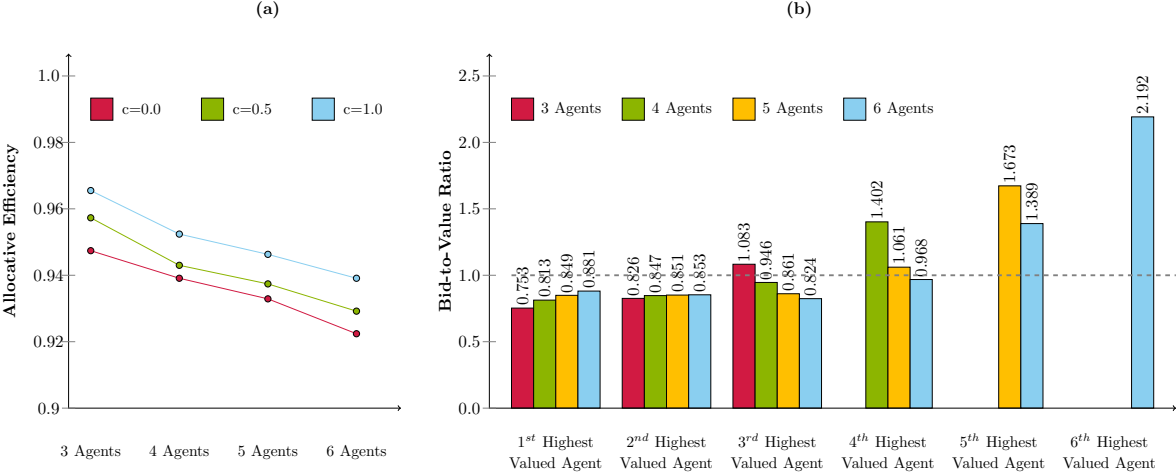 (a)
Allocative Efficiency
1.0
0.98
0.96
0.94
0.92
0.9
c=0.0
c=0.5
c=1.0
3 Agents
4 Agents
5 Agents
6 Agents
(b)
Bid-to-Value Ratio
2.5
2.0
1.5
1.0
0.5
0.0
3 Agents
4 Agents
5 Agents
6 Agents
0.753
0.813
0.849
0.881
0.826
0.847
0.851
0.853
1.083
0.946
0.861
0.824
1.402
1.061
0.968
1.673
1.389
2.192
1st Highest
Valued Agent
2nd Highest
Valued Agent
3rd Highest
Valued Agent
4th Highest
Valued Agent
5th Highest
Valued Agent
6th Highest
Valued Agent